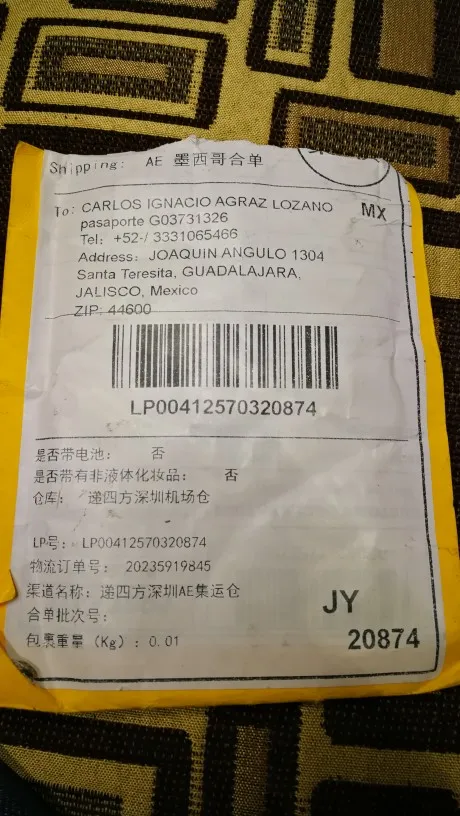 Shipping: AE 墨西哥合单
To: CARLOS IGNACIO AGRAZ LOZANO MX
pasaporte G03731326
Tel: +52-/ 3331065466
Address: JOAQUIN ANGULO 1304
Santa Teresita, GUADALAJARA,
JALISCO, Mexico
ZIP: 44600
LP00412570320874
是否带电池: 否
是否带有非液体化妆品: 否
仓库: 递四方深圳机场仓
LP号: LP00412570320874
物流订单号: 20235919845
渠道名称: 递四方深圳AE集运仓
合单批次号:
JY
包裹重量 (Kg): 0.01
20874